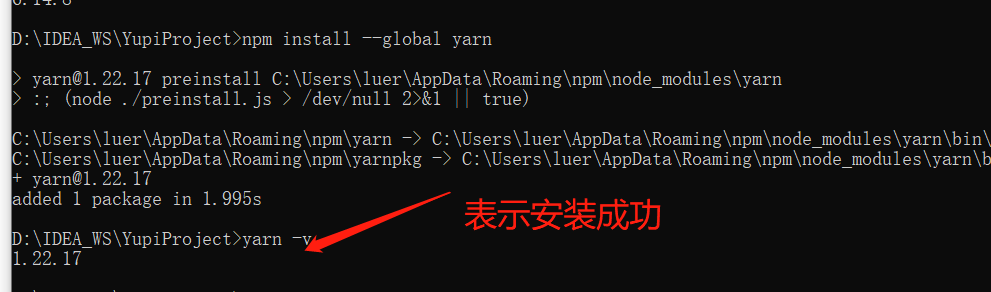 D:\IDEA_WS\YupiProject>npm install --global yarn
> yarn@1.22.17 preinstall C:\Users\luer\AppData\Roaming\npm\node_modules\yarn
> :; (node ./preinstall.js > /dev/null 2>&1 || true)
C:\Users\luer\AppData\Roaming\npm\yarn -> C:\Users\luer\AppData\Roaming\npm\node_modules\yarn\bin\
C:\Users\luer\AppData\Roaming\npm\yarnpkg -> C:\Users\luer\AppData\Roaming\npm\node_modules\yarn\b
+ yarn@1.22.17
added 1 package in 1.995s
表示安装成功
D:\IDEA_WS\YupiProject>yarn -v
1.22.17